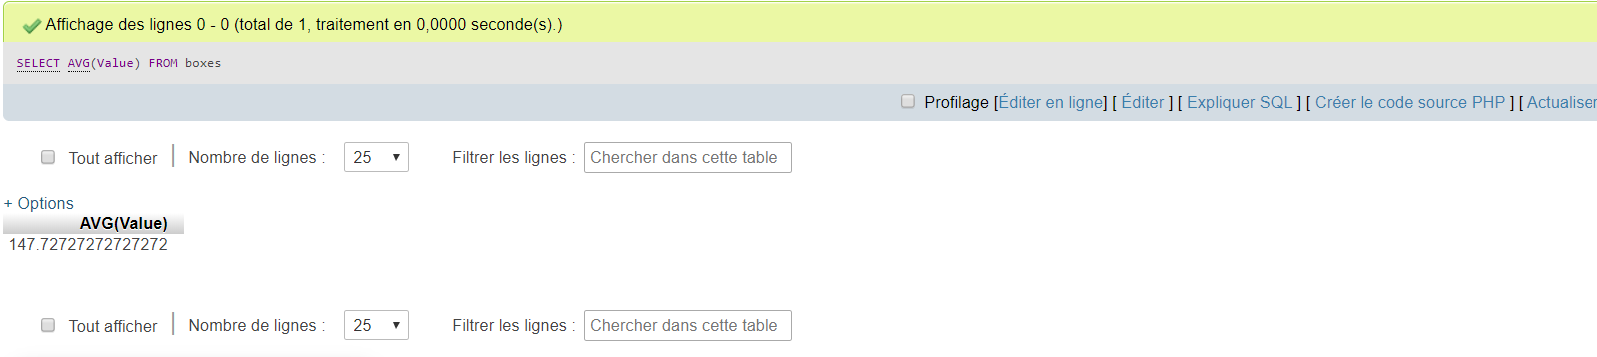 Affichage des lignes 0 - 0 (total de 1, traitement en 0,0000 seconde(s).)
SELECT AVG(Value) FROM boxes
Profilage [Éditer en ligne] [ Éditer ] [ Expliquer SQL ] [ Créer le code source PHP ] [ Actualiser
Tout afficher Nombre de lignes : 25 Filtrer les lignes : Chercher dans cette table
+ Options
AVG(Value)
147.72727272727272
Tout afficher Nombre de lignes : 25 Filtrer les lignes : Chercher dans cette table